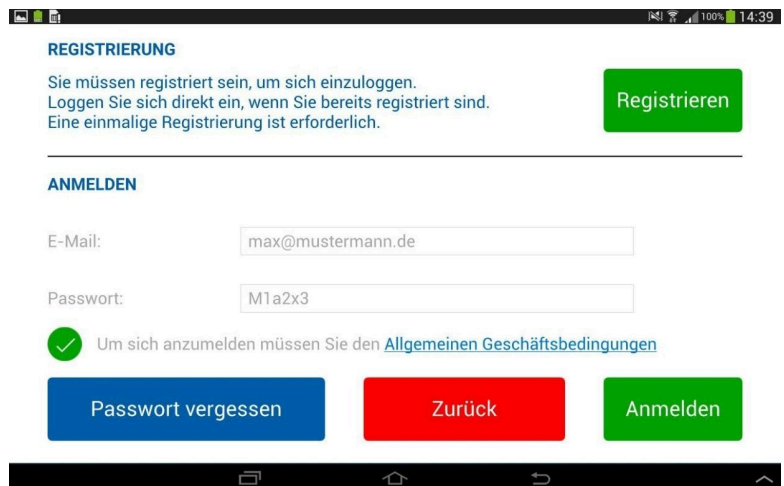 100% 14:39
REGISTRIERUNG
Sie müssen registriert sein, um sich einzuloggen.
Loggen Sie sich direkt ein, wenn Sie bereits registriert sind.
Eine einmalige Registrierung ist erforderlich.
Registrieren
ANMELDEN
E-Mail: max@mustermann.de
Passwort: M1a2x3
Um sich anzumelden müssen Sie den Allgemeinen Geschäftsbedingungen
Passwort vergessen Zurück Anmelden